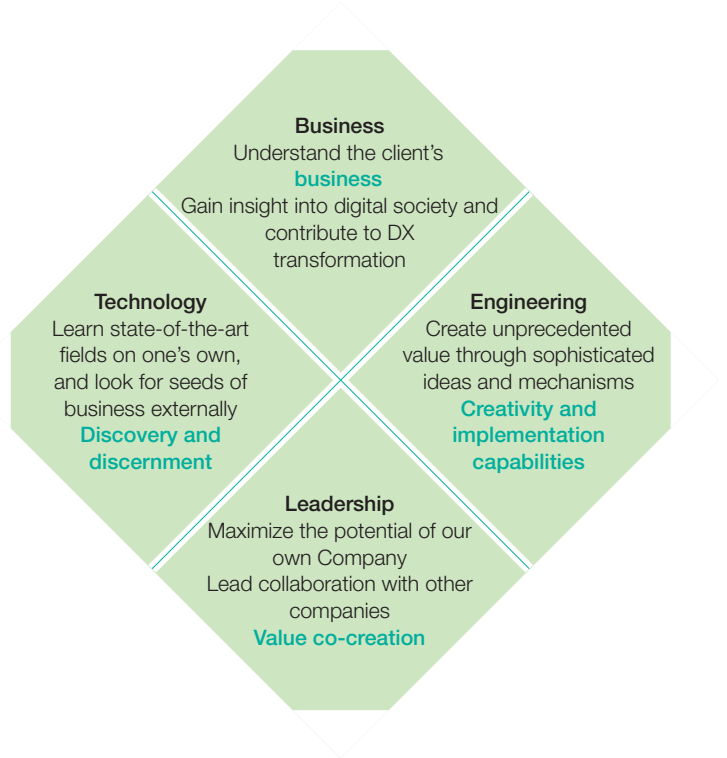 Business
Understand the client’s
business
Gain insight into digital society and
contribute to DX
transformation
Technology
Learn state-of-the-art
fields on one’s own,
and look for seeds of
business externally
Discovery and
discernment
Engineering
Create unprecedented
value through sophisticated
ideas and mechanisms
Creativity and
implementation
capabilities
Leadership
Maximize the potential of our
own Company
Lead collaboration with other
companies
Value co-creation